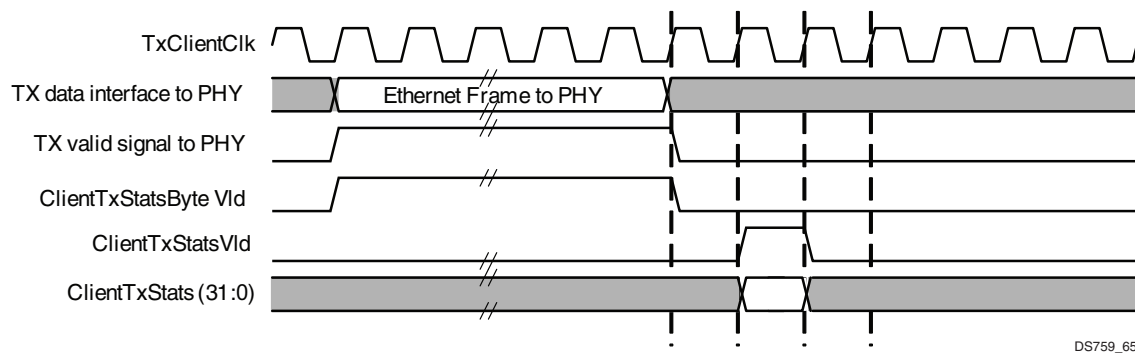 TxClientClk
TX data interface to PHY
Ethernet Frame to PHY
TX valid signal to PHY
ClientTxStatsByte Vld
ClientTxStatsVld
ClientTxStats (31:0)
DS759_65